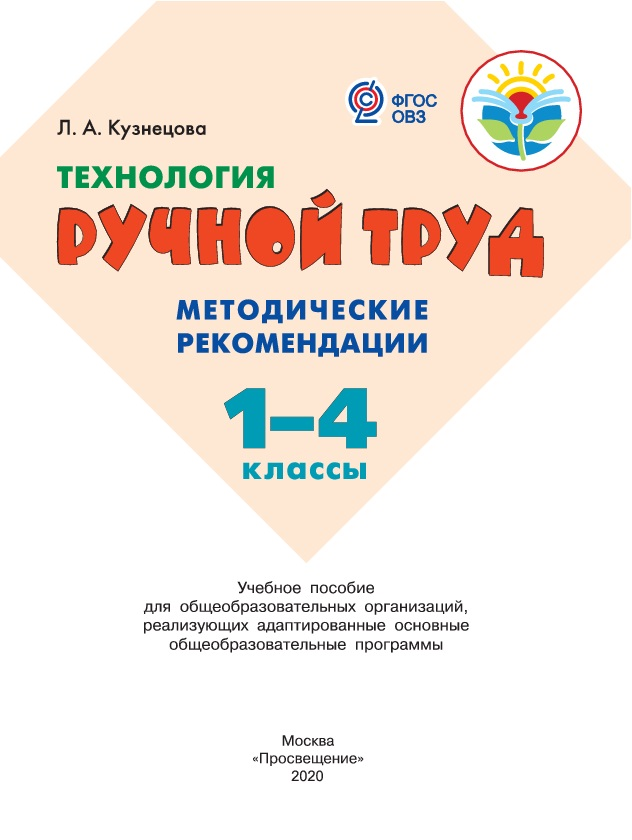 Л. А. Кузнецова
ФГОС
ОВЗ
ТЕХНОЛОГИЯ
РУЧНОЙ ТРУД
МЕТОДИЧЕСКИЕ
РЕКОМЕНДАЦИИ
1–4
классы
Учебное пособие
для общеобразовательных организаций,
реализующих адаптированные основные
общеобразовательные программы
Москва
«Просвещение»
2020